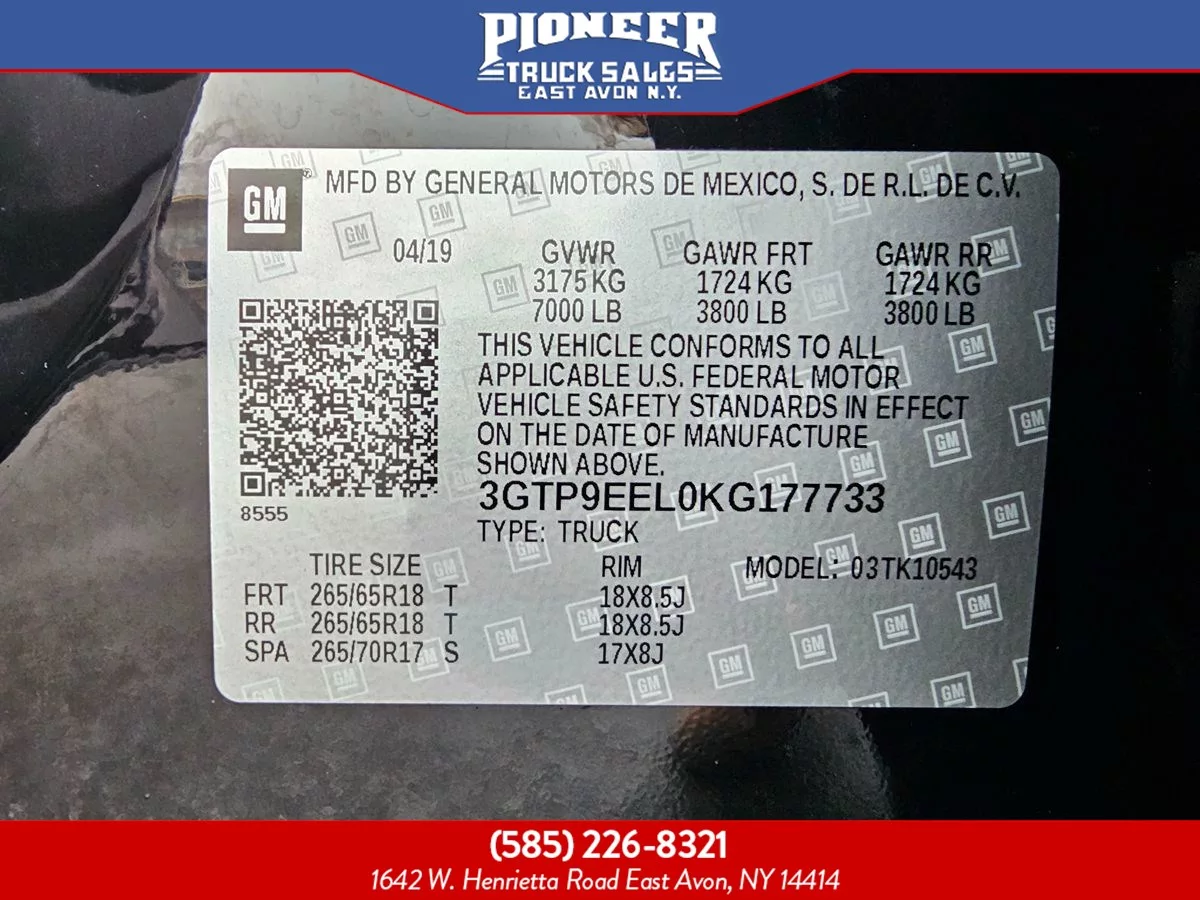 PIONEER
TRUCK SALES
EAST AVON N.Y.
GM MFD BY GENERAL MOTORS DE MEXICO, S. DE R.L. DE C.V.
04/19 GVWR GAWR FRT GAWR RR
3175 KG 1724 KG 1724 KG
7000 LB 3800 LB 3800 LB
THIS VEHICLE CONFORMS TO ALL
APPLICABLE U.S. FEDERAL MOTOR
VEHICLE SAFETY STANDARDS IN EFFECT
ON THE DATE OF MANUFACTURE
SHOWN ABOVE.
3GTP9EEL0KG177733
8555
TYPE: TRUCK
TIRE SIZE RIM MODEL: 03TK10543
FRT 265/65R18 T 18X8.5J
RR 265/65R18 T 18X8.5J
SPA 265/70R17 S 17X8J
(585) 226-8321
1642 W. Henrietta Road East Avon, NY 14414